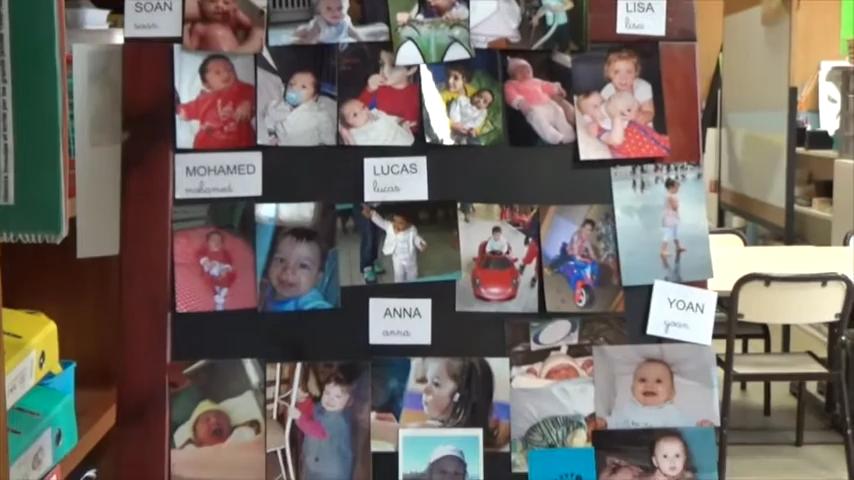 SOAN
soan
LISA
lisa
MOHAMED
mohamed
LUCAS
lucas
ANNA
anna
YOAN
yoan